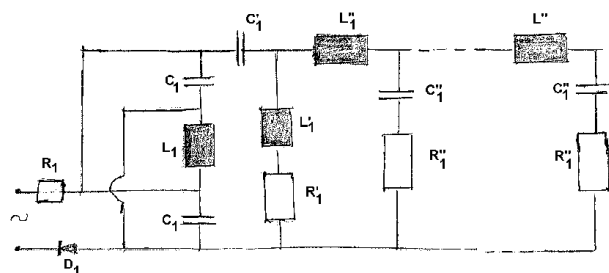 C'₁ L''₁ L''
C₁ C''₁ C''₁
L₁ L'₁
R₁ R'₁ R''₁ R''₁
C₁
D₁